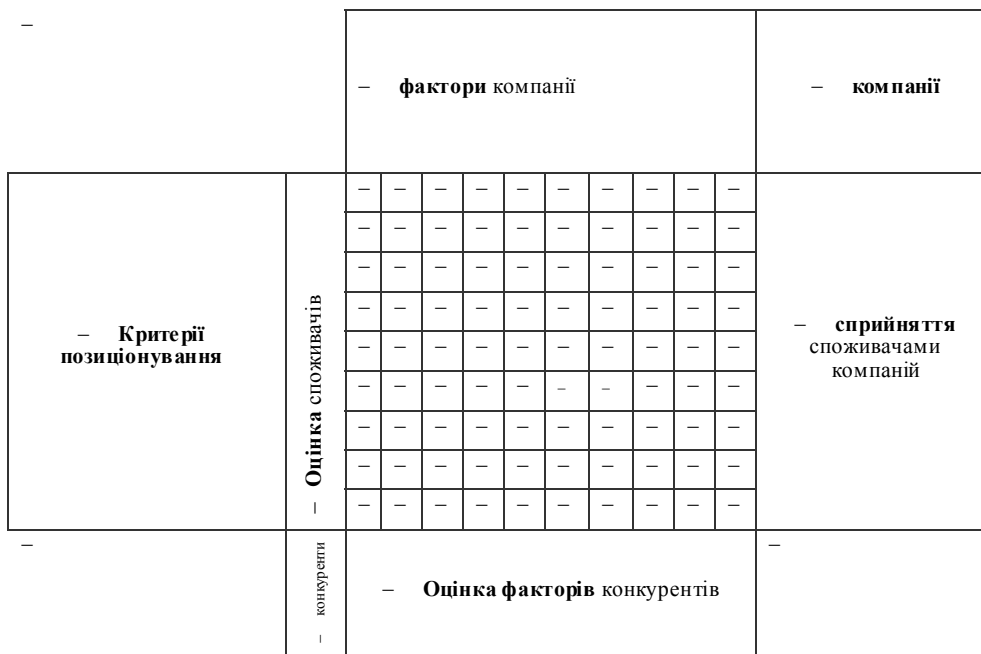 –
– фактори компанії
– компанії
– – – – – – – – – –
– – – – – – – – – –
– – – – – – – – – –
– – – – – – – – – –
– – – – – – – – – –
– – – – – – – – – –
– – – – – – – – – –
– – – – – – – – – –
– – – – – – – – – –
– Критерії
позиціонування
– Оцінка споживачів
– сприйняття
споживачами
компаній
–
– конкуренти
– Оцінка факторів конкурентів
–